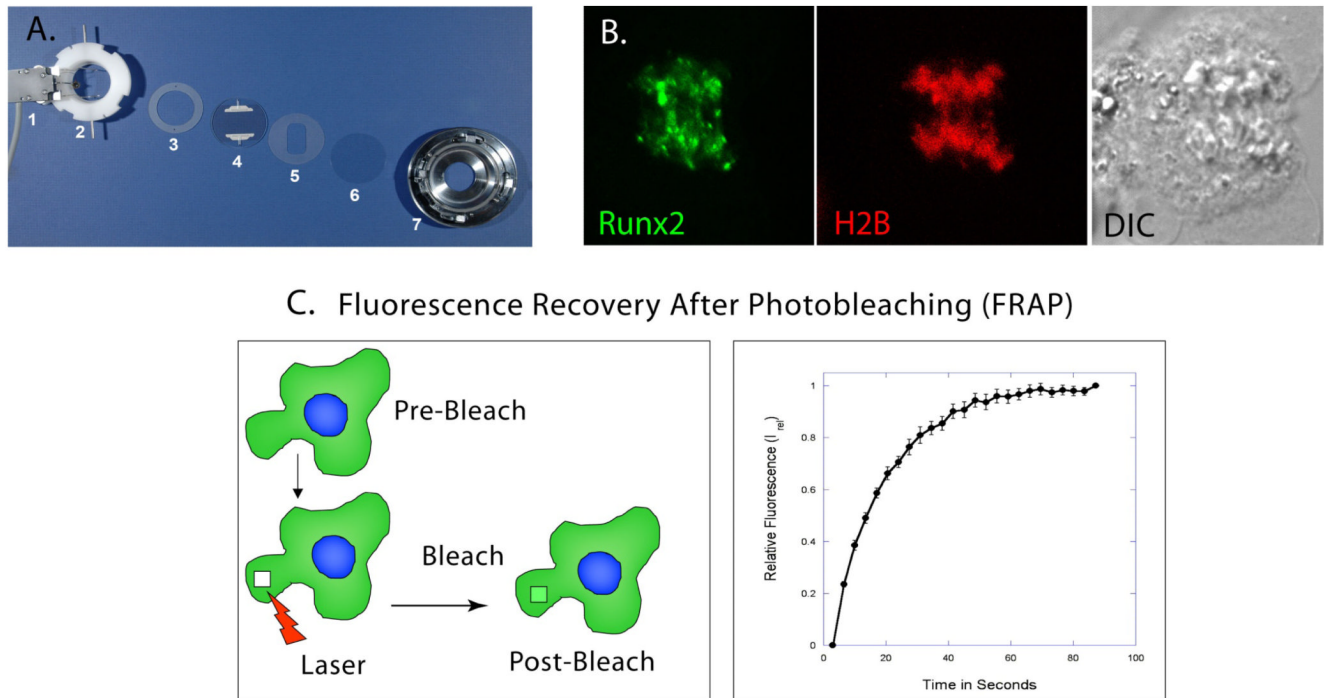 A.
1
2
3
4
5
6
7
B.
Runx2
H2B
DIC
C. Fluorescence Recovery After Photobleaching (FRAP)
Pre-Bleach
Bleach
Laser
Post-Bleach
Relative Fluorescence (I rel)
1
0.8
0.6
0.4
0.2
0
0 20 40 60 80 100
Time in Seconds